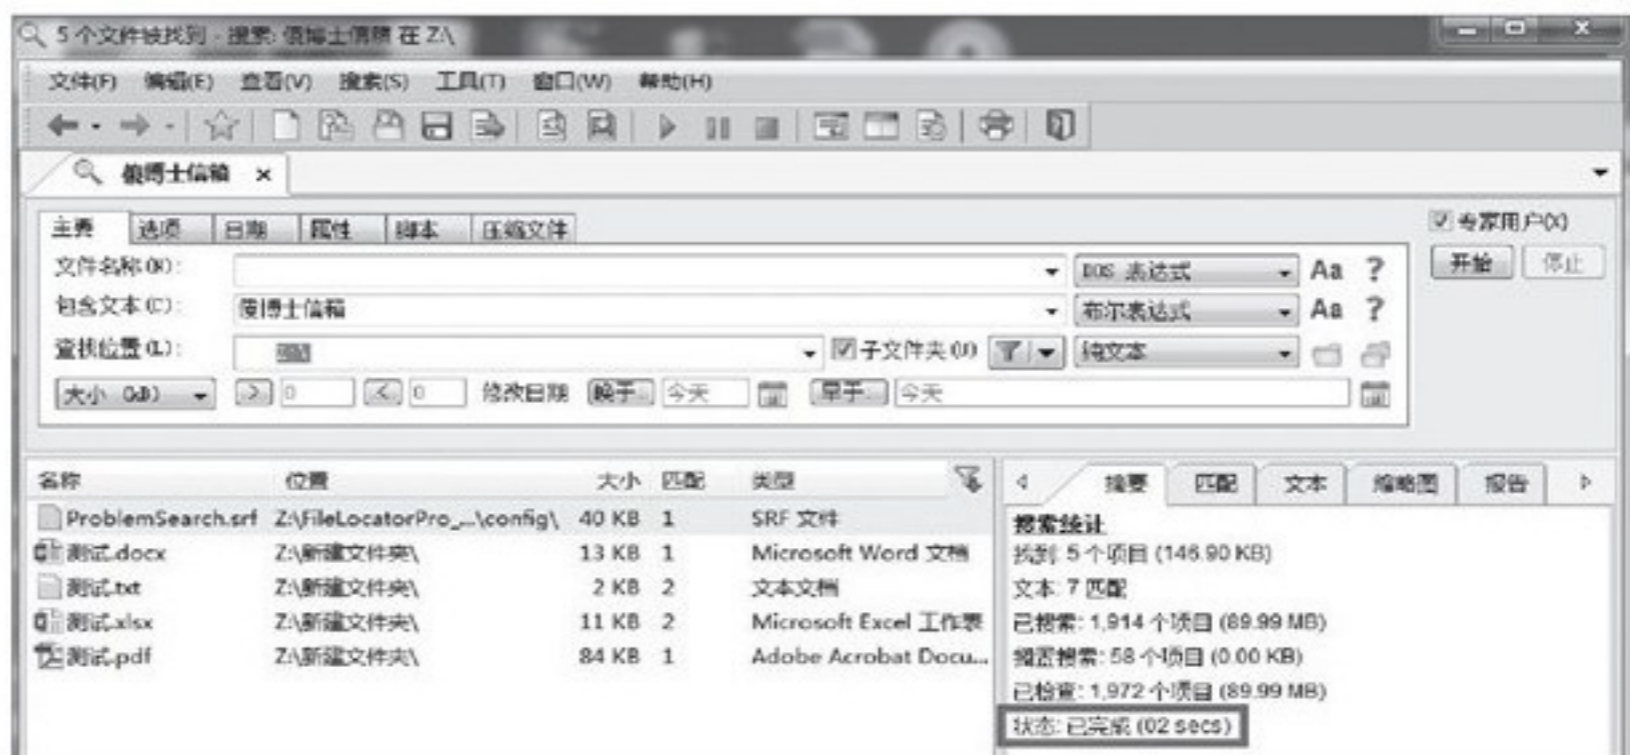 5 个文件被找到 - 搜索: 傻博士信箱 在 Z:\
文件(F) 编辑(E) 查看(V) 搜索(S) 工具(T) 窗口(W) 帮助(H)
傻博士信箱
主要 选项 日期 属性 脚本 压缩文件
专家用户(X)
文件名称(N): DOS 表达式 Aa ?
开始 停止
包含文本(C): 傻博士信箱 布尔表达式 Aa ?
查找位置(L): Z:\ 子文件夹(U) 纯文本
大小 (kB) > 0 < 0 修改日期 晚于: 今天 早于: 今天
名称 位置 大小 匹配 类型
ProblemSearch.srf Z:\FileLocatorPro_...\config\ 40 KB 1 SRF 文件
测试.docx Z:\新建文件夹\ 13 KB 1 Microsoft Word 文档
测试.txt Z:\新建文件夹\ 2 KB 2 文本文档
测试.xlsx Z:\新建文件夹\ 11 KB 2 Microsoft Excel 工作表
测试.pdf Z:\新建文件夹\ 84 KB 1 Adobe Acrobat Docu...
摘要 匹配 文本 缩略图 报告
搜索统计
找到: 5 个项目 (146.90 KB)
文本: 7 匹配
已搜索: 1,914 个项目 (89.99 MB)
搁置搜索: 58 个项目 (0.00 KB)
已检查: 1,972 个项目 (89.99 MB)
状态: 已完成 (02 secs)